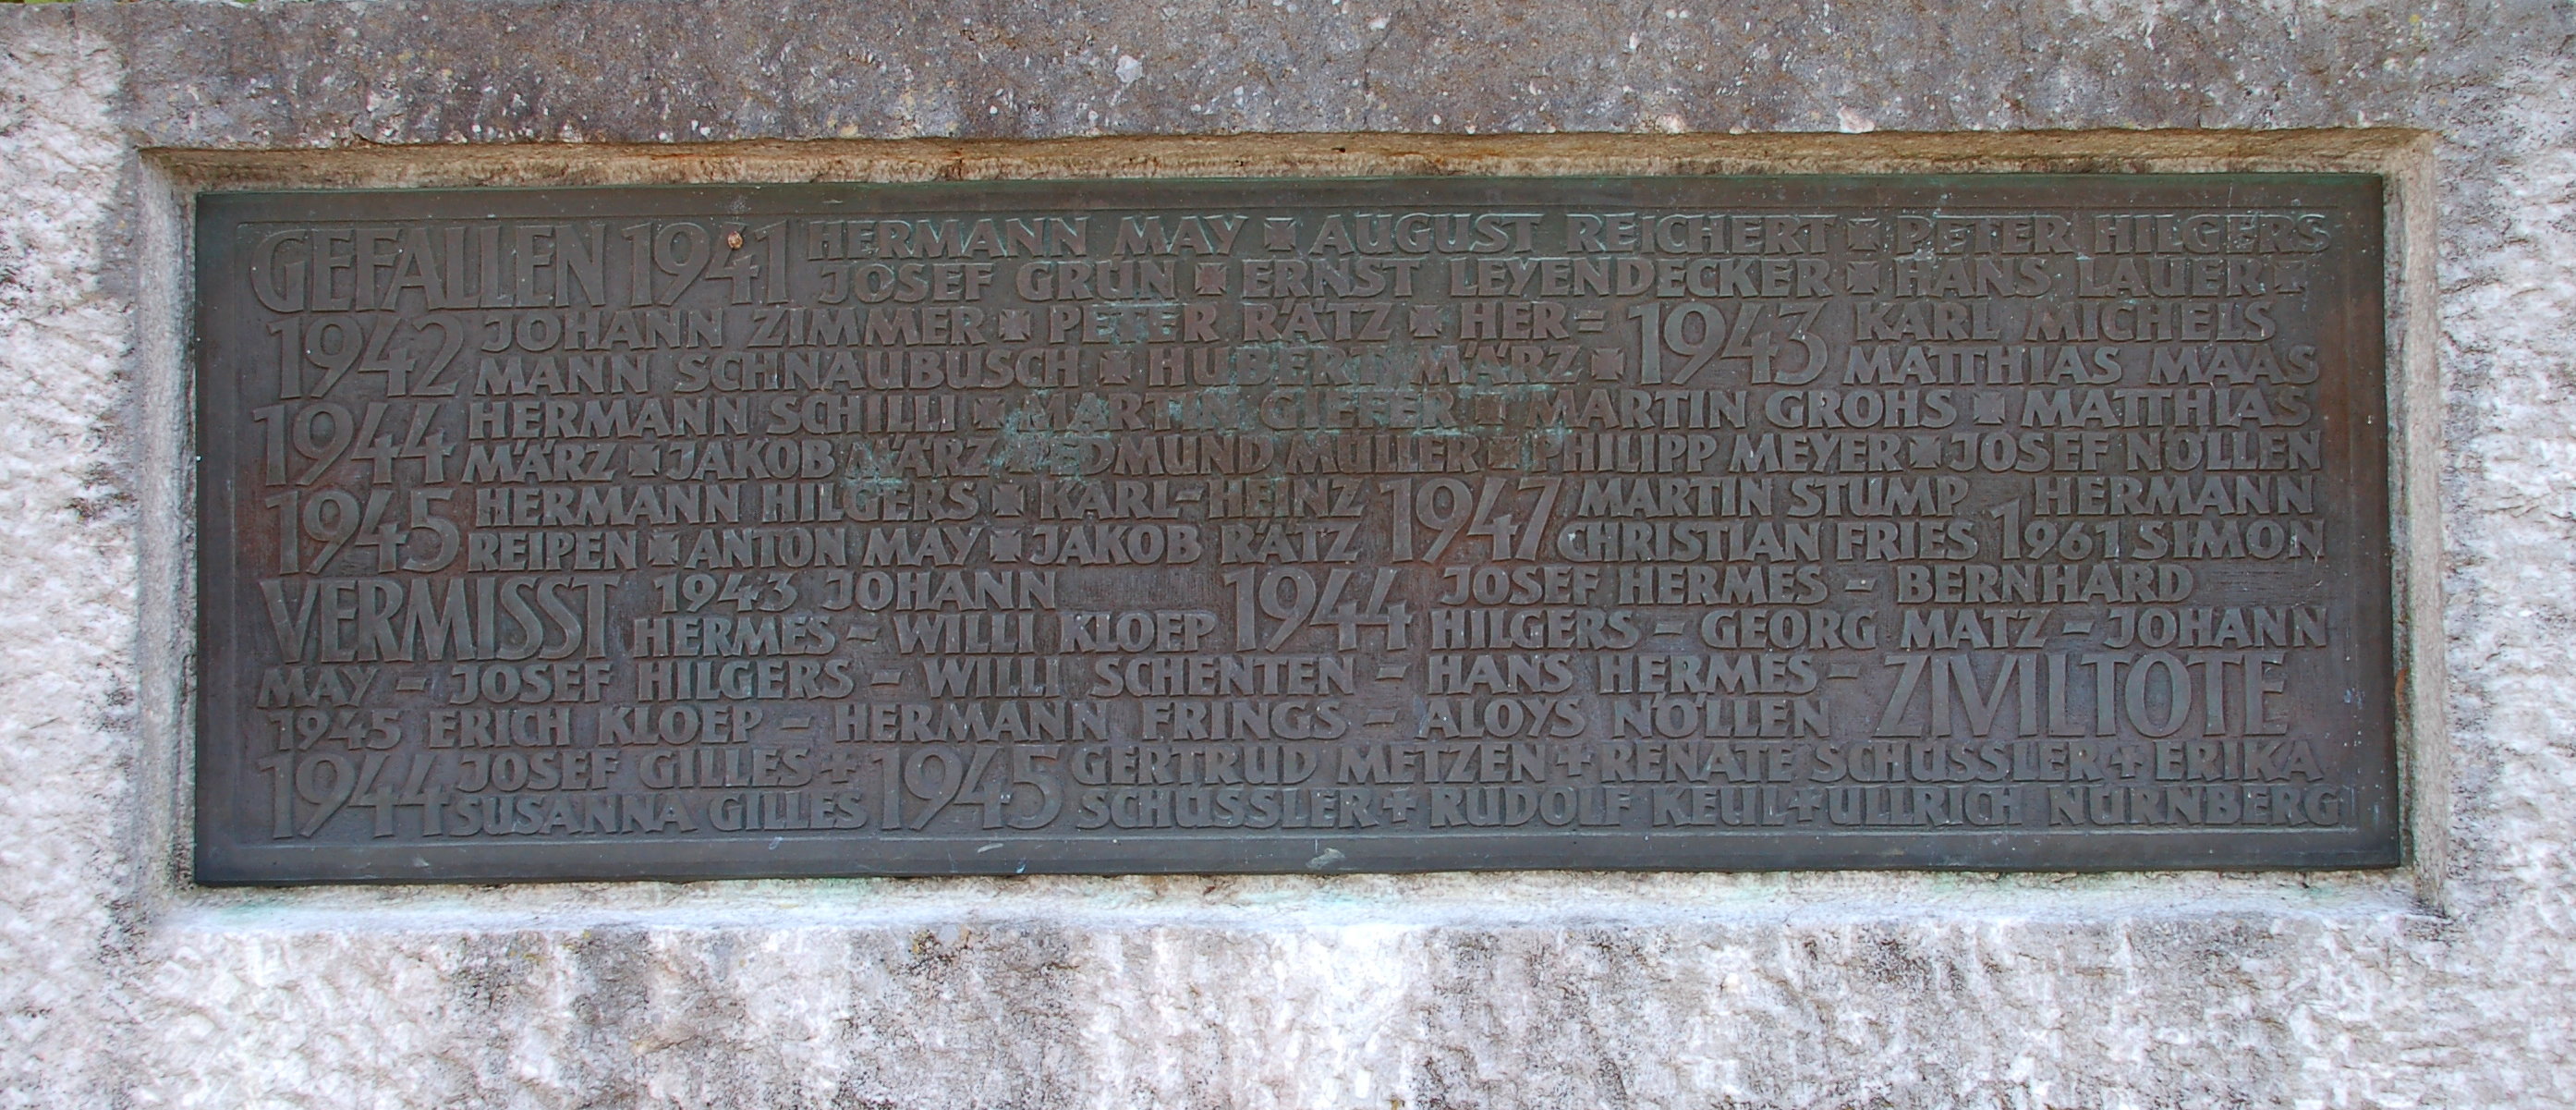 GEFALLEN 1941 HERMANN MAY ✠ AUGUST REICHERT ✠ PETER HILGERS
JOSEF GRÜN ✠ ERNST LEYENDECKER ✠ HANS LAUER ✠
1942 JOHANN ZIMMER ✠ PETER RÄTZ ✠ HER=
MANN SCHNAUBUSCH ✠ HUBERT MÄRZ ✠
1943 KARL MICHELS
MATTHIAS MAAS
1944 HERMANN SCHILLI ✠ MARTIN GIEFER ✠ MARTIN GROHS ✠ MATTHIAS
MÄRZ ✠ JAKOB MÄRZ ✠ EDMUND MÜLLER ✠ PHILIPP MEYER ✠ JOSEF NÖLLEN
1945 HERMANN HILGERS ✠ KARL-HEINZ
REIPEN ✠ ANTON MAY ✠ JAKOB RÄTZ
1947 MARTIN STUMP
CHRISTIAN FRIES
1961 HERMANN
SIMON
VERMISST 1943 JOHANN
HERMES - WILLI KLOEP
1944 JOSEF HERMES - BERNHARD
HILGERS - GEORG MATZ - JOHANN
MAY - JOSEF HILGERS - WILLI SCHENTEN - HANS HERMES -
1945 ERICH KLOEP - HERMANN FRINGS - ALOYS NÖLLEN
ZIVILTOTE
1944 JOSEF GILLES +
SUSANNA GILLES
1945 GERTRUD METZEN + RENATE SCHÜSSLER + ERIKA
SCHÜSSLER + RUDOLF KEUL + ULLRICH NÜRNBERG